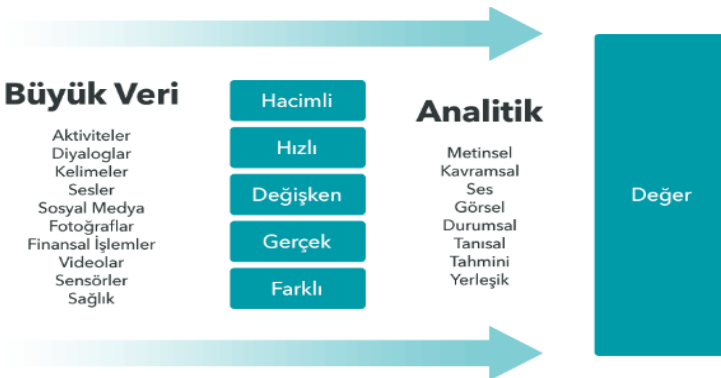 Büyük Veri
Aktiviteler
Diyaloglar
Kelimeler
Sesler
Sosyal Medya
Fotoğraflar
Finansal İşlemler
Videolar
Sensörler
Sağlık
Hacimli
Hızlı
Değişken
Gerçek
Farklı
Analitik
Metinsel
Kavramsal
Ses
Görsel
Durumsal
Tanısal
Tahmini
Yerleşik
Değer